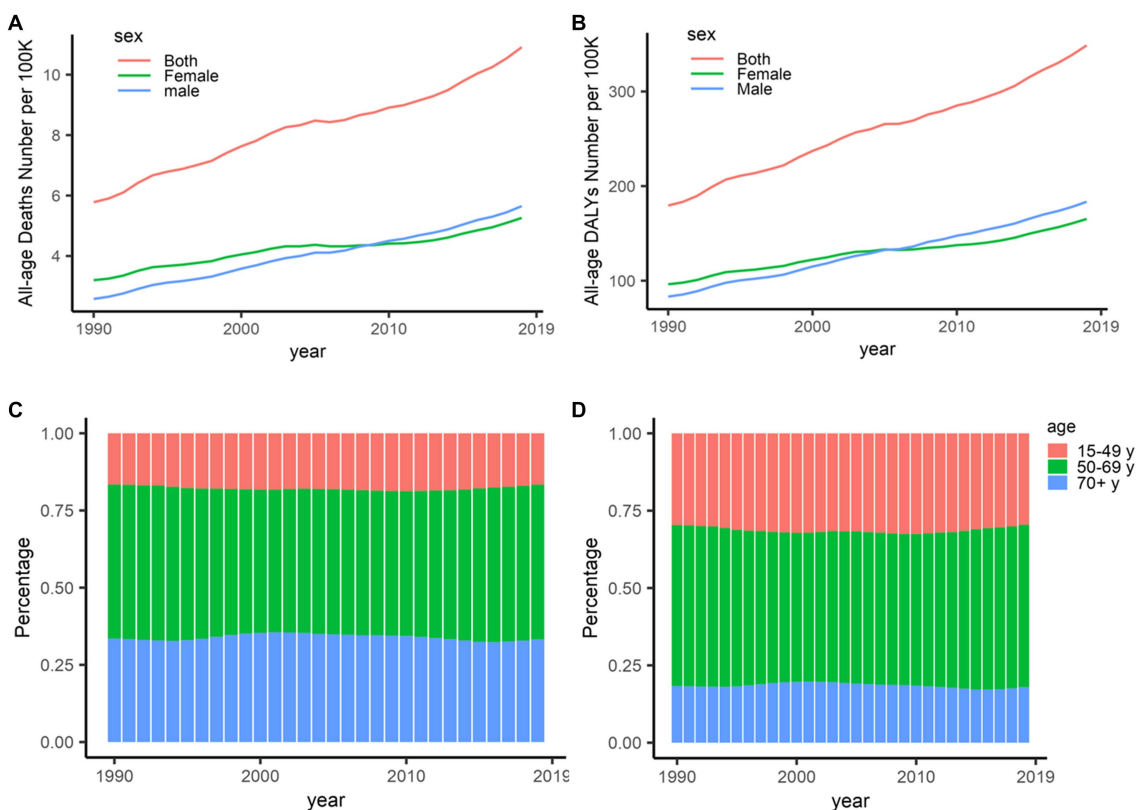 A
sex
Both
Female
male
All-age Deaths Nunber per 100K
10
8
6
4
1990
2000
2010
2019
year
B
sex
Both
Female
Male
All-age DALYs Number per 100K
300
200
100
1990
2000
2010
2019
year
C
Percentage
1.00
0.75
0.50
0.25
0.00
1990
2000
2010
2019
year
D
Percentage
1.00
0.75
0.50
0.25
0.00
1990
2000
2010
2019
year
age
15-49 y
50-69 y
70+ y